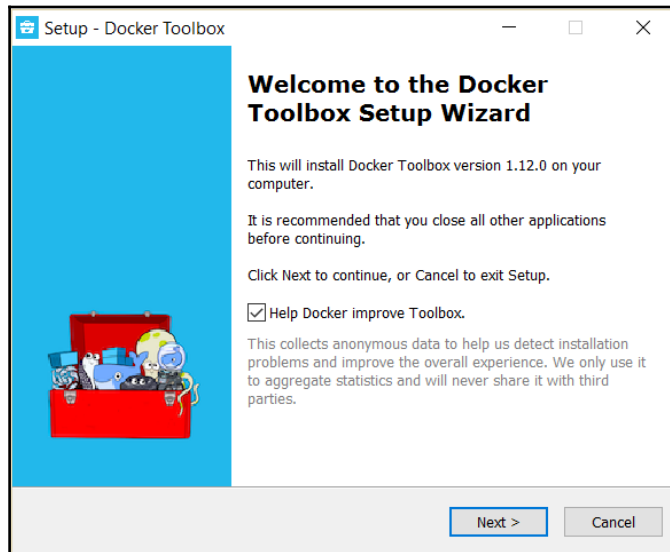 Setup - Docker Toolbox
Welcome to the Docker
Toolbox Setup Wizard
This will install Docker Toolbox version 1.12.0 on your
computer.
It is recommended that you close all other applications
before continuing.
Click Next to continue, or Cancel to exit Setup.
Help Docker improve Toolbox.
This collects anonymous data to help us detect installation
problems and improve the overall experience. We only use it
to aggregate statistics and will never share it with third
parties.
Next >
Cancel